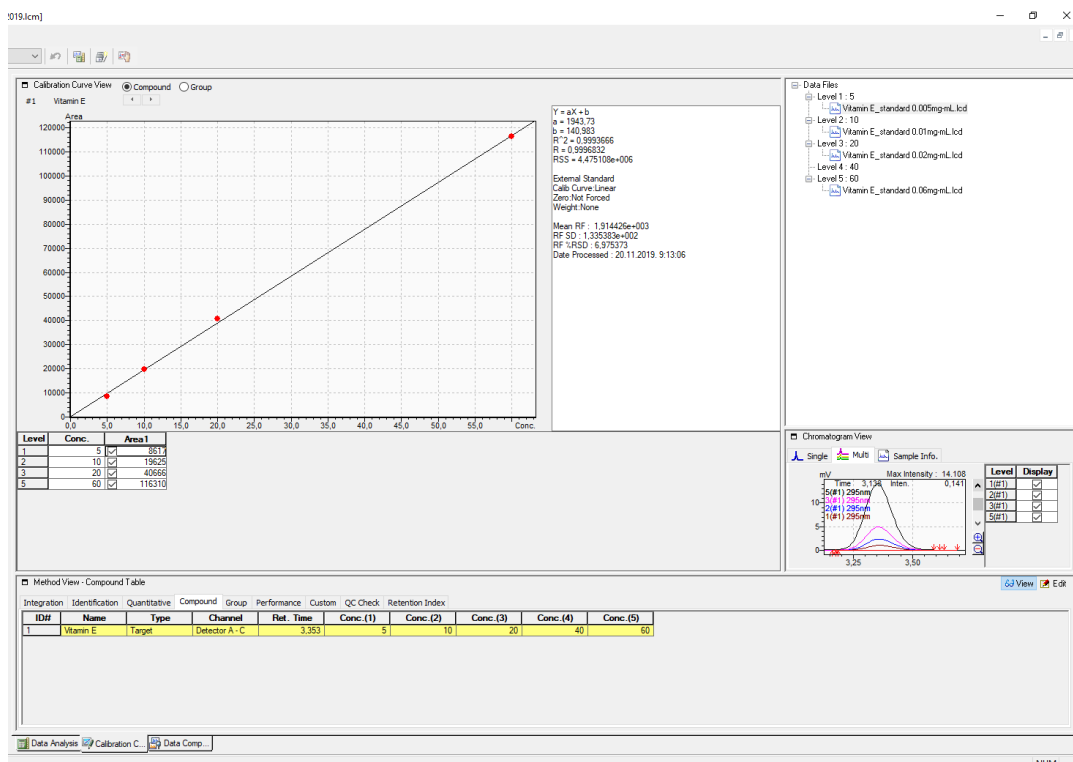 2019.lcm]
Calibration Curve View Compound Group
#1 Vitamin E
Area
120000
110000
100000
90000
80000
70000
60000
50000
40000
30000
20000
10000
0
0,0 5,0 10,0 15,0 20,0 25,0 30,0 35,0 40,0 45,0 50,0 55,0 Conc.
Y = aX + b
a = 1943,73
b = 140,983
R^2 = 0,9993666
R = 0,9996832
RSS = 4,475108e+006
External Standard
Calib Curve:Linear
Zero:Not Forced
Weight:None
Mean RF : 1,914426e+003
RF SD : 1,335383e+002
RF %RSD : 6,975373
Date Processed : 20.11.2019. 9:13:06
Data Files
Level 1 : 5
Vitamin E_standard 0.005mg-mL.lcd
Level 2 : 10
Vitamin E_standard 0.01mg-mL.lcd
Level 3 : 20
Vitamin E_standard 0.02mg-mL.lcd
Level 4 : 40
Level 5 : 60
Vitamin E_standard 0.06mg-mL.lcd
Level Conc. Area1
1 5 8617
2 10 19625
3 20 40666
5 60 116310
Chromatogram View
Single Multi Sample Info.
mV Max Intensity : 14,108
Time 3,138 Inten. 0,141
5(#1) 295nm
3(#1) 295nm
2(#1) 295nm
1(#1) 295nm
10
5
0
3,25 3,50
Level Display
1(#1)
2(#1)
3(#1)
5(#1)
Method View - Compound Table
View Edit
Integration Identification Quantitative Compound Group Performance Custom QC Check Retention Index
ID# Name Type Channel Ret. Time Conc.(1) Conc.(2) Conc.(3) Conc.(4) Conc.(5)
1 Vitamin E Target Detector A - C 3,353 5 10 20 40 60
Data Analysis Calibration C... Data Comp...